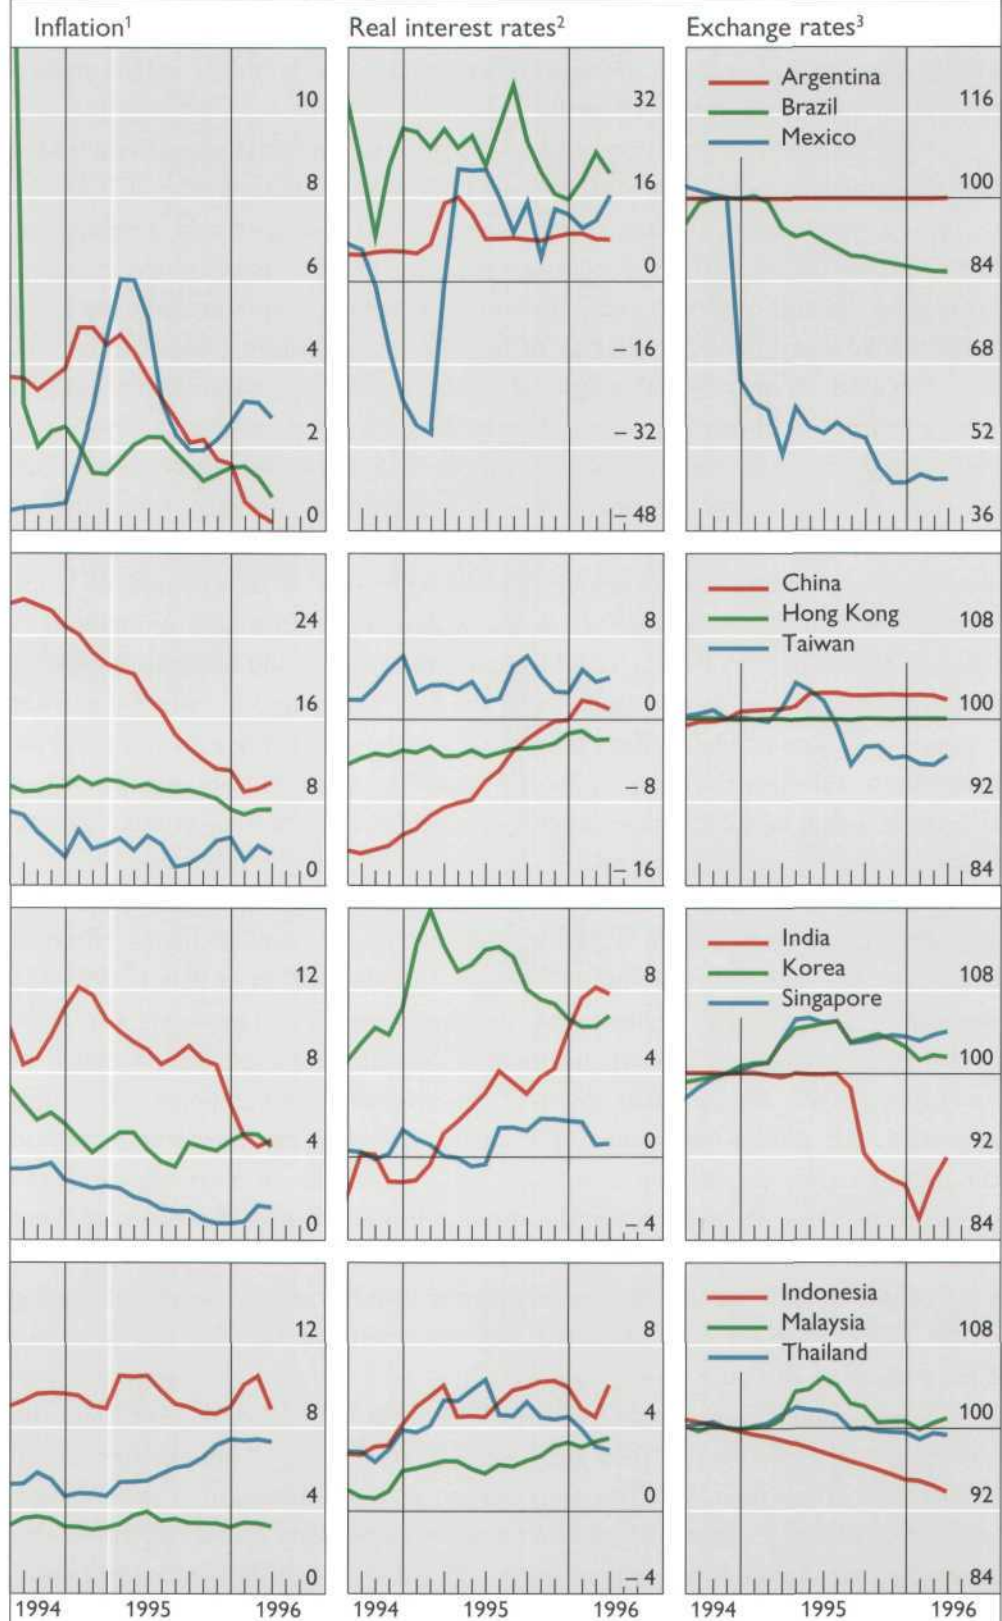 Inflation¹ Real interest rates² Exchange rates³
Argentina
10 32 Brazil 116
Mexico
8 16 100
6 0 84
4 – 16 68
2 – 32 52
0 – 48 36
China
24 8 Hong Kong 108
Taiwan
16 0 100
8 – 8 92
0 – 16 84
India
12 8 Korea 108
Singapore
8 4 100
4 0 92
0 – 4 84
Indonesia
12 8 Malaysia 108
Thailand
8 4 100
4 0 92
0 – 4 84
1994 1995 1996 1994 1995 1996 1994 1995 1996